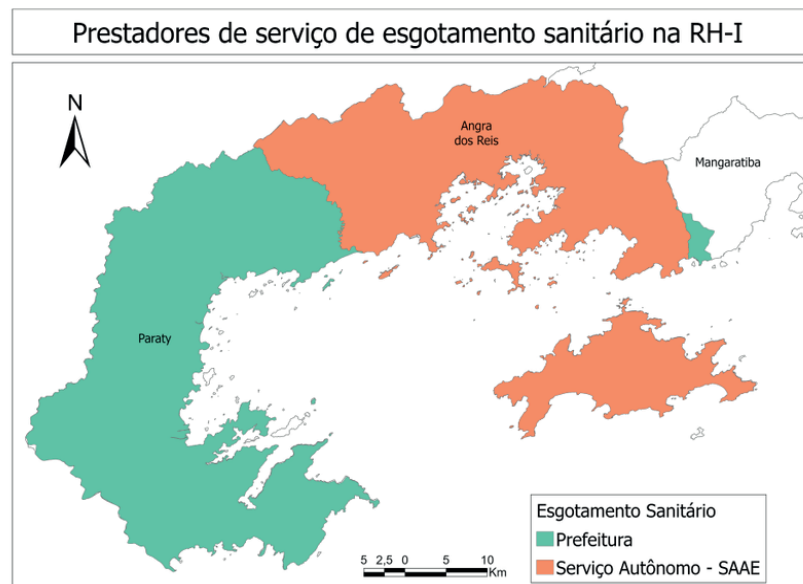 Prestadores de serviço de esgotamento sanitário na RH-I
N
Angra
dos Reis
Mangaratiba
Paraty
Esgotamento Sanitário
Prefeitura
Serviço Autônomo - SAAE
5 2,5 0 5 10
Km